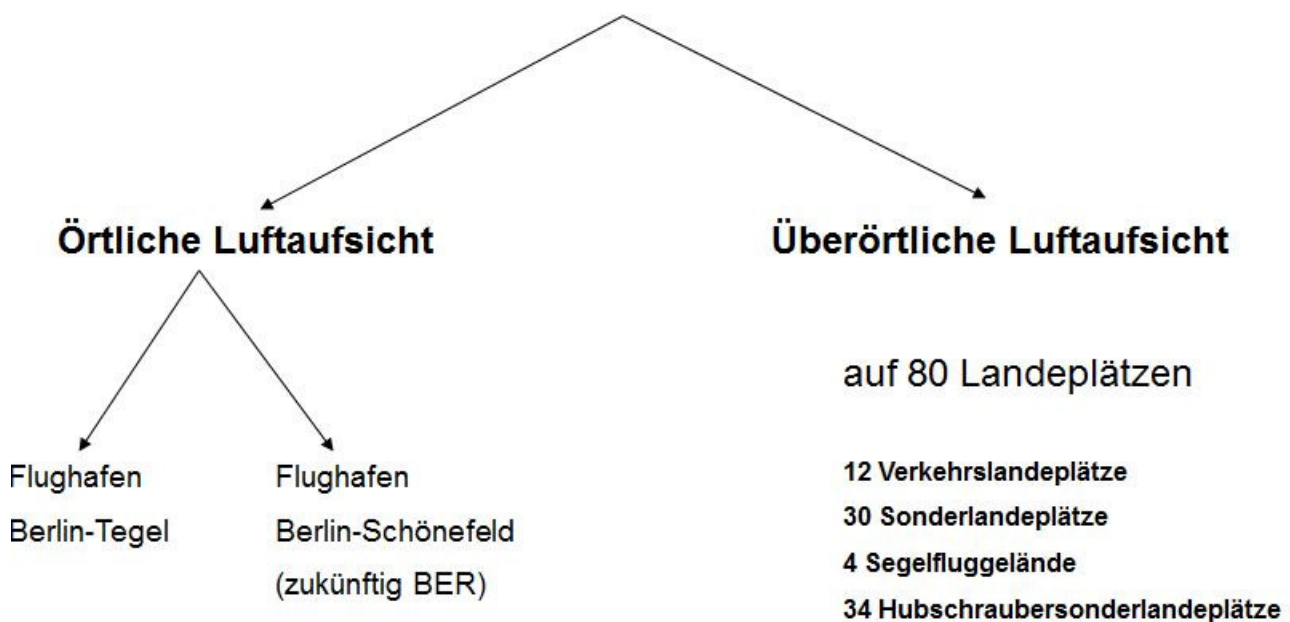 Örtliche Luftaufsicht
Flughafen
Berlin-Tegel
Flughafen
Berlin-Schönefeld
(zukünftig BER)
Überörtliche Luftaufsicht
auf 80 Landeplätzen
12 Verkehrslandeplätze
30 Sonderlandeplätze
4 Segelfluggelände
34 Hubschraubersonderlandeplätze